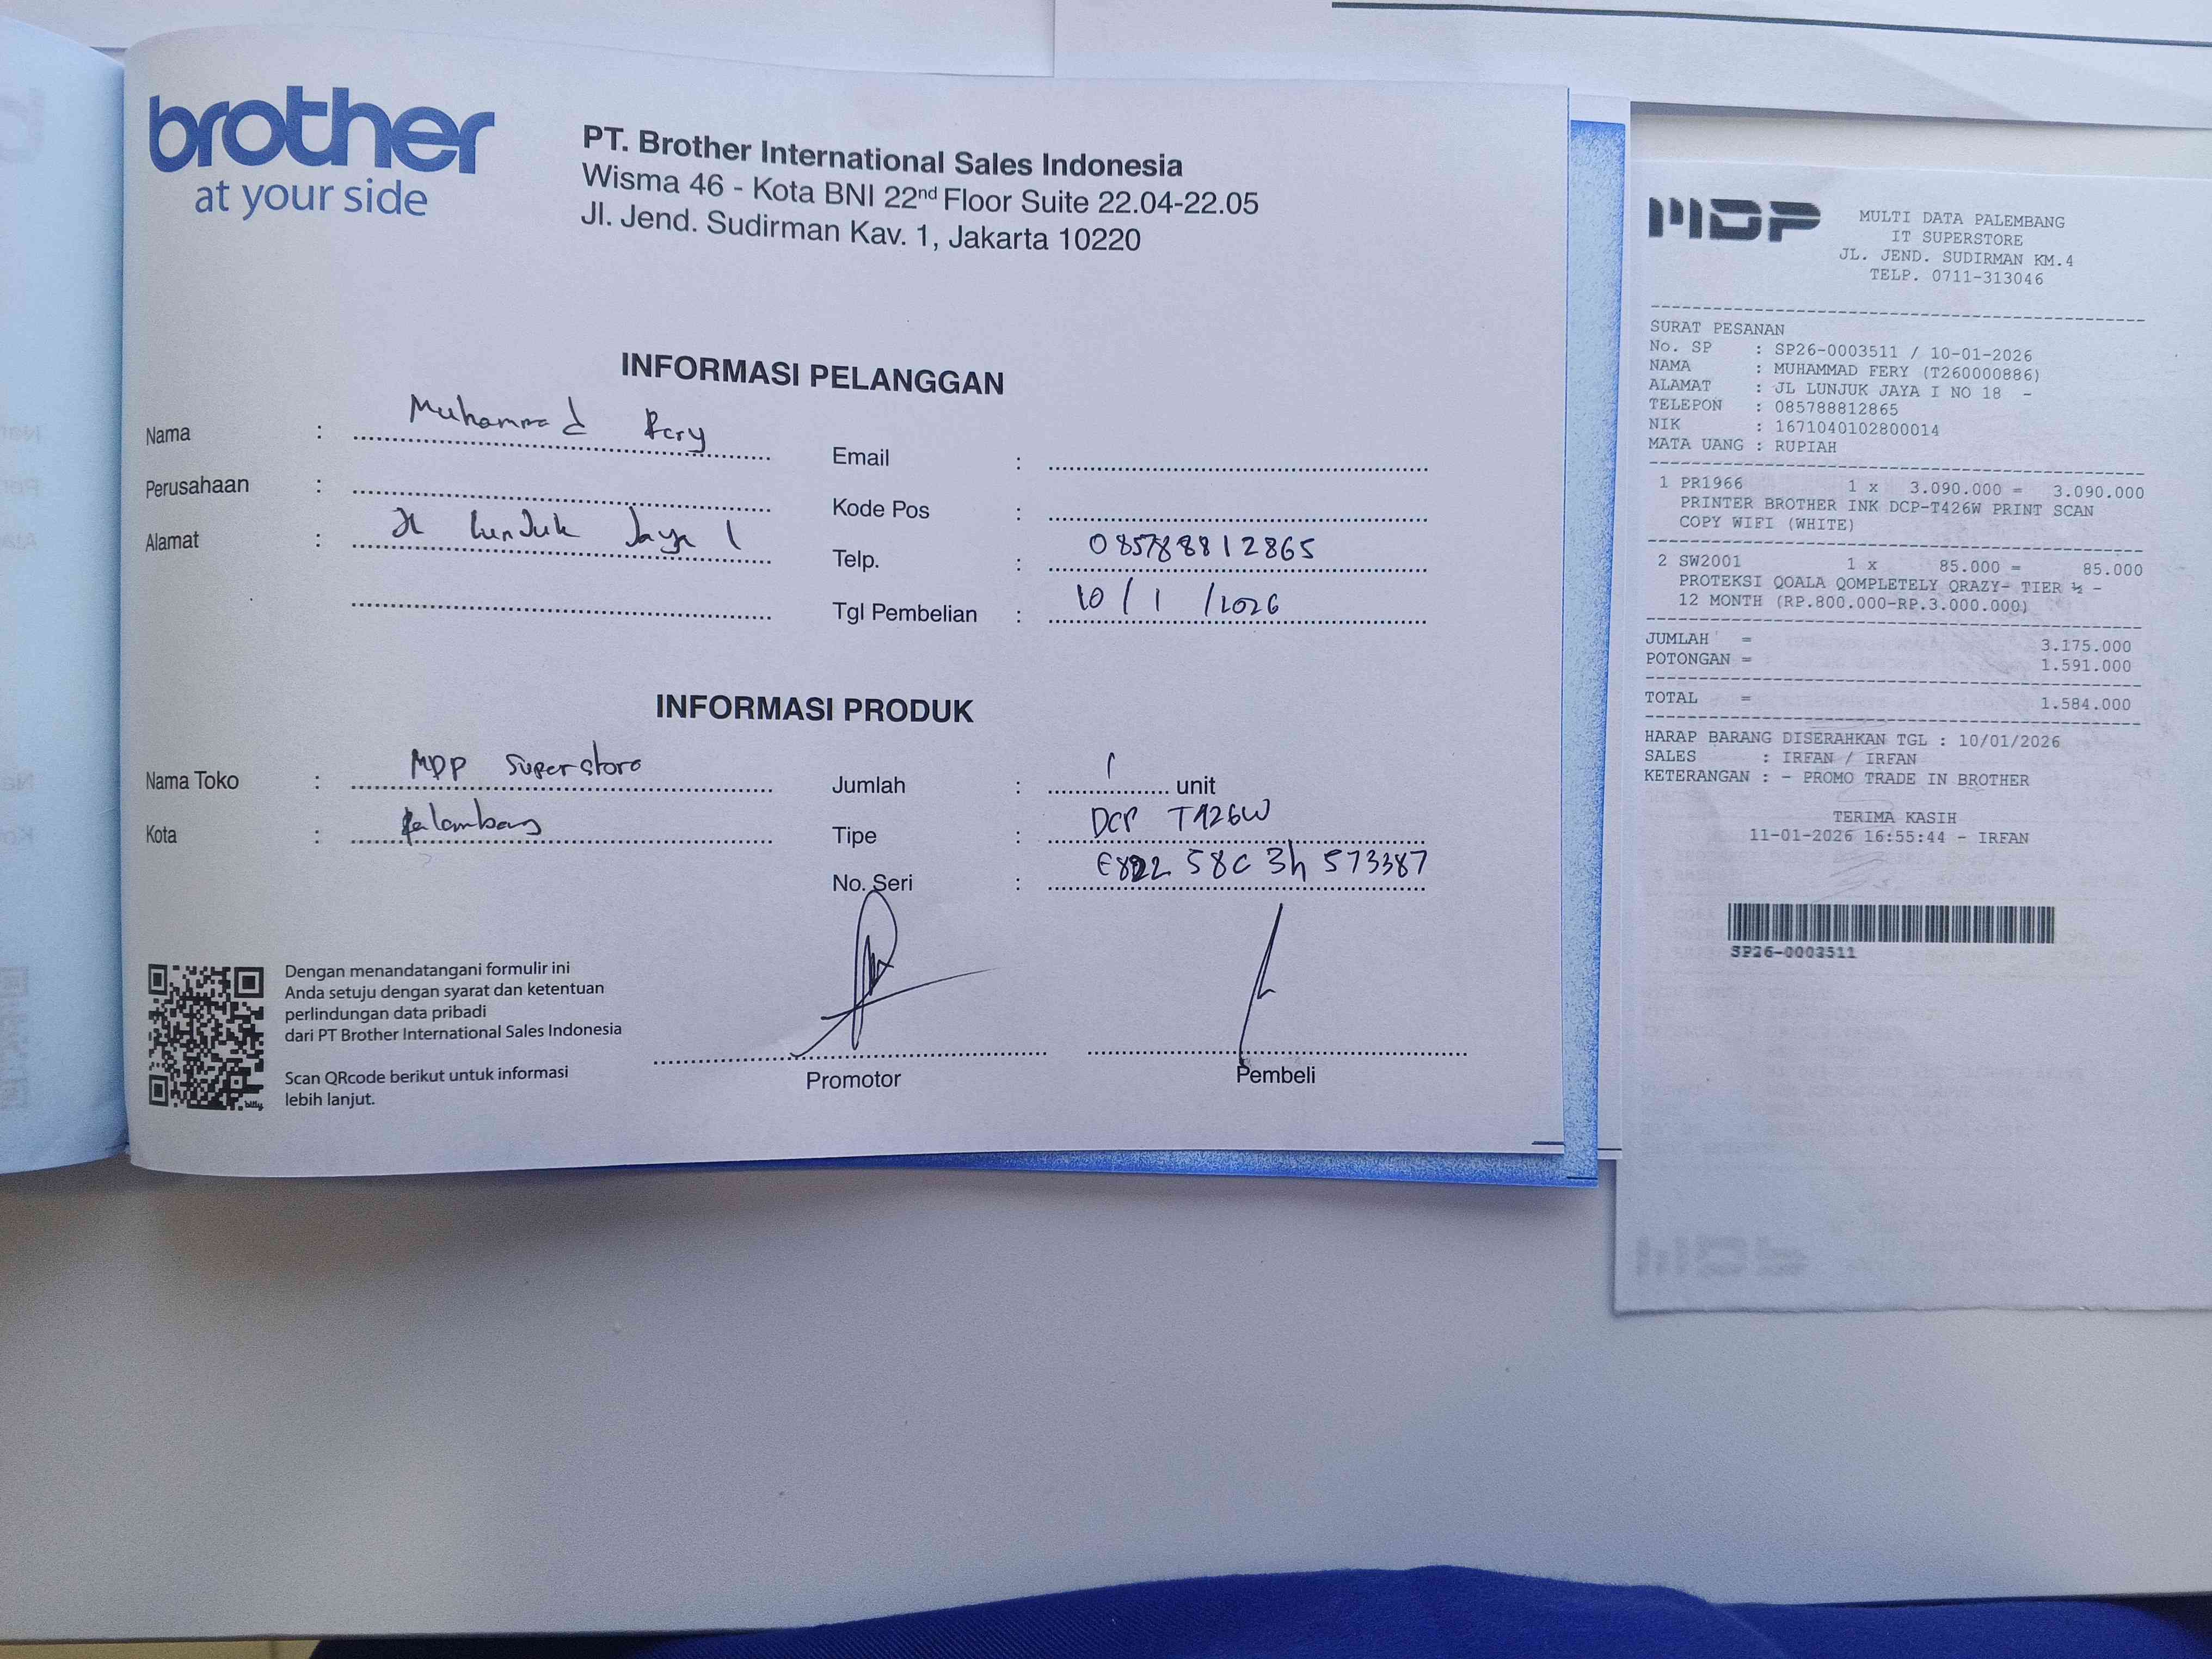 brother
at your side
PT. Brother International Sales Indonesia
Wisma 46 - Kota BNI 22nd Floor Suite 22.04-22.05
Jl. Jend. Sudirman Kav. 1, Jakarta 10220
INFORMASI PELANGGAN
Nama : Muhammad Fery
Perusahaan :
Alamat : Jl Lunjuk Jaya 1
Email :
Kode Pos :
Telp. : 085788812865
Tgl Pembelian : 10 / 1 / 2026
INFORMASI PRODUK
Nama Toko : MDP Superstore
Kota : Palembang
Jumlah : 1 unit
Tipe : DCP T426W
No. Seri : 58C 3h 573387
Dengan menandatangani formulir ini
Anda setuju dengan syarat dan ketentuan
perlindungan data pribadi
dari PT Brother International Sales Indonesia
Scan QRcode berikut untuk informasi
lebih lanjut.
bitly
Promotor
Pembeli
MDP
MULTI DATA PALEMBANG
IT SUPERSTORE
JL. JEND. SUDIRMAN KM.4
TELP. 0711-313046
SURAT PESANAN
No. SP : SP26-0003511 / 10-01-2026
NAMA : MUHAMMAD FERY (T260000886)
ALAMAT : JL LUNJUK JAYA I NO 18 -
TELEPON : 085788812865
NIK : 1671040102800014
MATA UANG : RUPIAH
1 PR1966 1 x 3.090.000 = 3.090.000
PRINTER BROTHER INK DCP-T426W PRINT SCAN
COPY WIFI (WHITE)
2 SW2001 1 x 85.000 = 85.000
PROTEKSI QOALA QOMPLETELY QRAZY- TIER ½ -
12 MONTH (RP.800.000-RP.3.000.000)
JUMLAH = 3.175.000
POTONGAN = 1.591.000
TOTAL = 1.584.000
HARAP BARANG DISERAHKAN TGL : 10/01/2026
SALES : IRFAN / IRFAN
KETERANGAN : - PROMO TRADE IN BROTHER
TERIMA KASIH
11-01-2026 16:55:44 - IRFAN
SP26-0003511